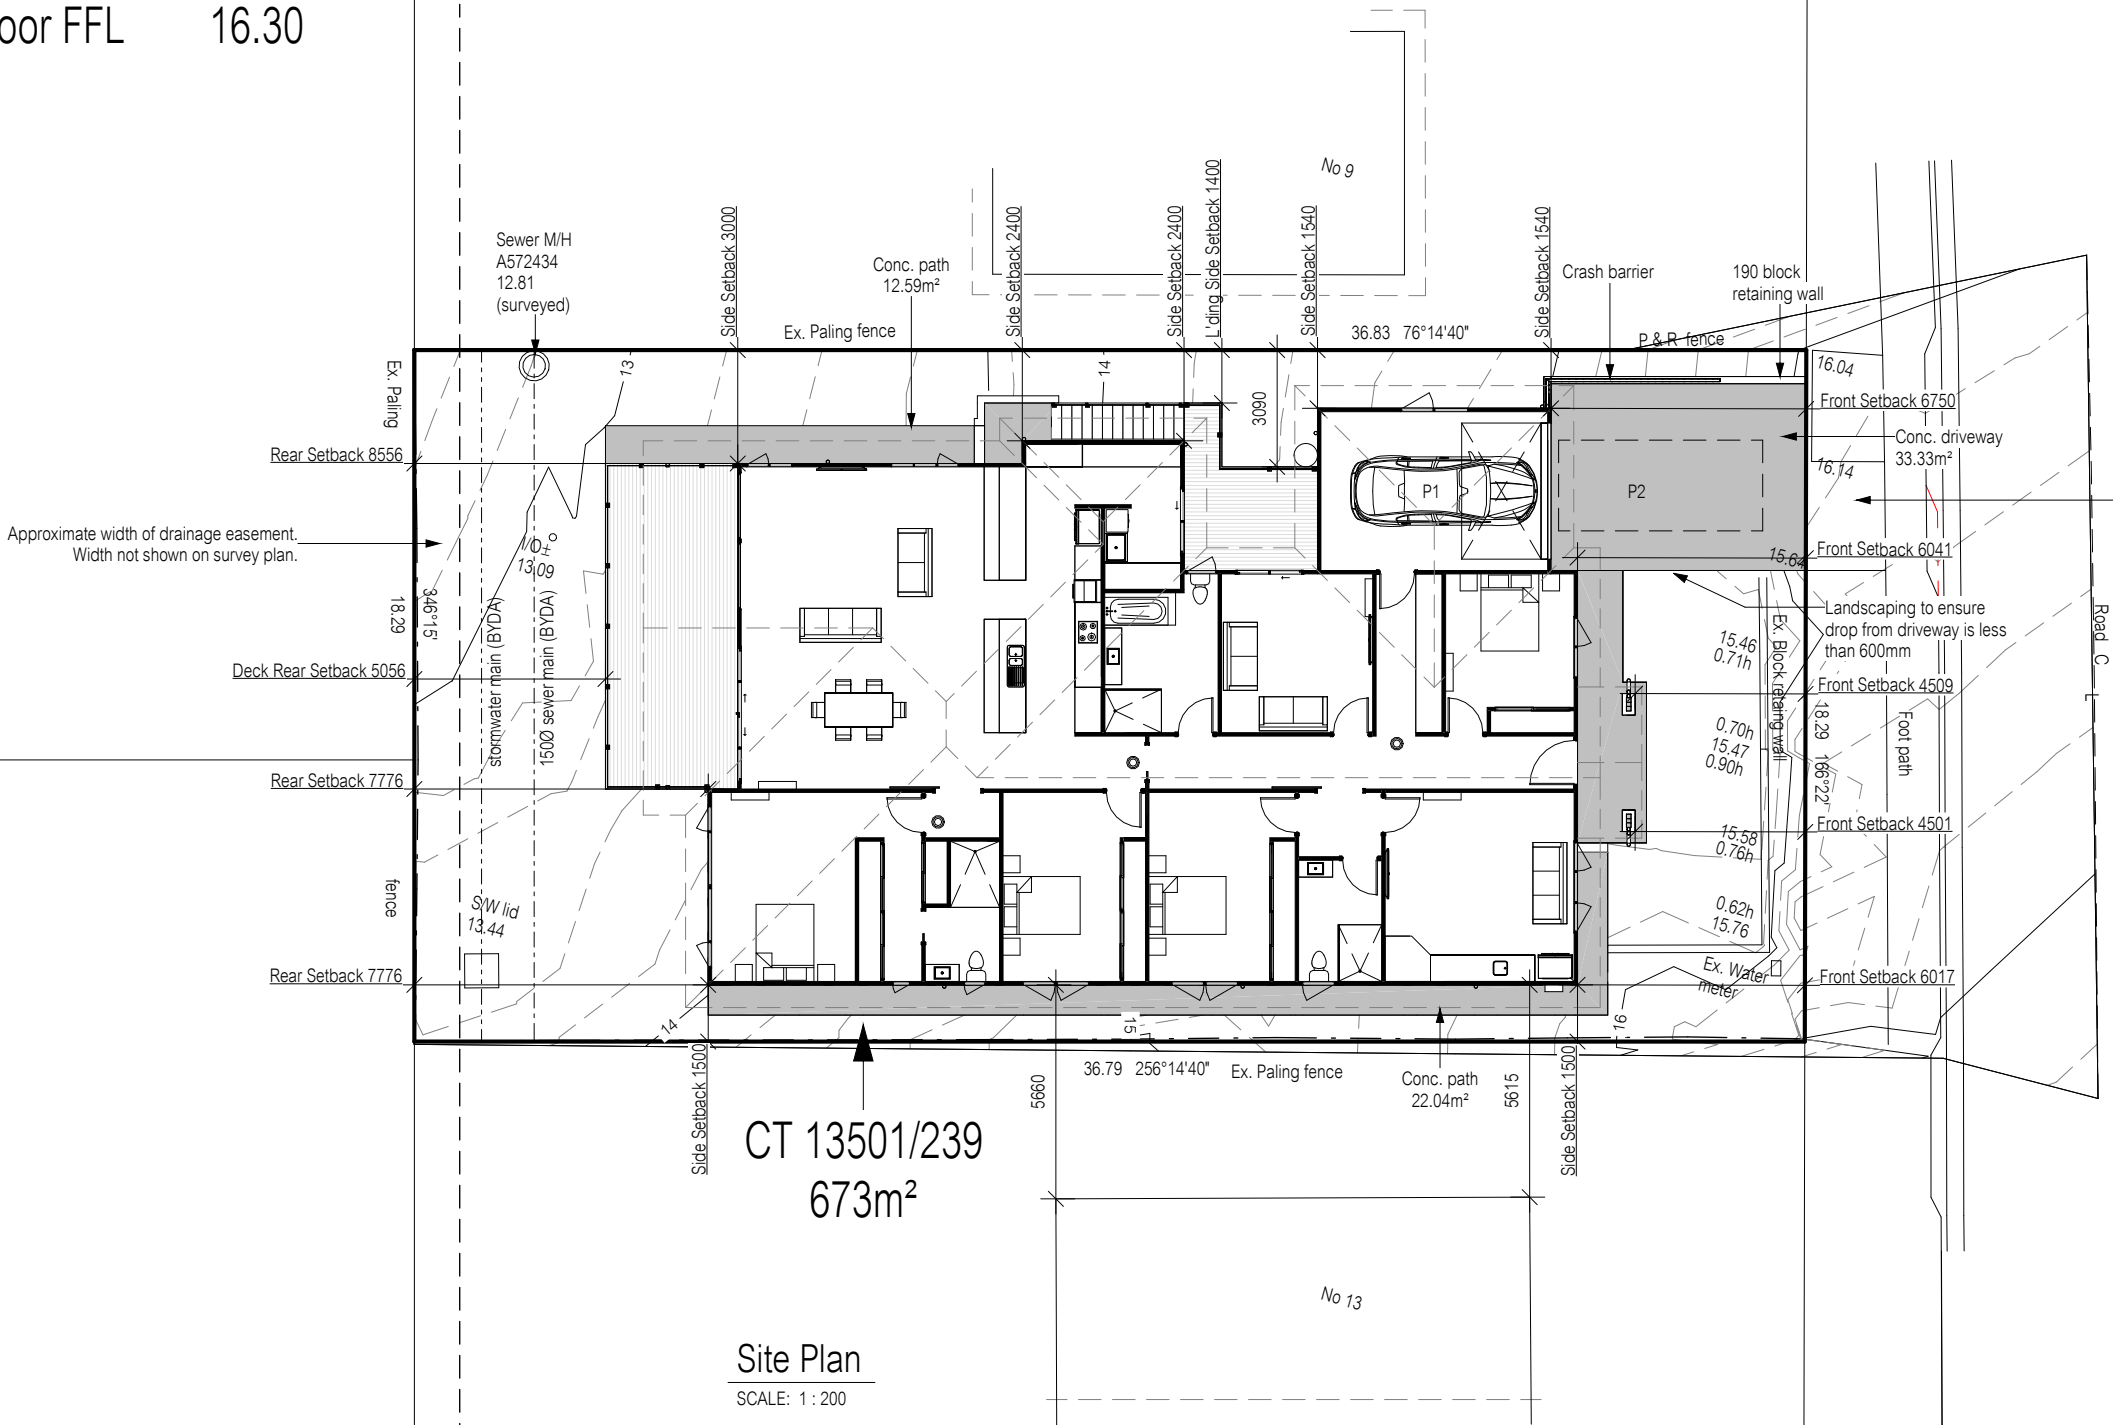 oor FFL 16.30
No 9
Side Setback 3000
Side Setback 2400
Side Setback 2400
L'ding Side Setback 1400
Side Setback 1540
Side Setback 1540
Sewer M/H
A572434
12.81
(surveyed)
Conc. path
12.59m²
Crash barrier
190 block
retaining wall
Ex. Paling fence
36.83 76°14'40"
P & R fence
Ex. Paling
13
14
3090
16.04
Front Setback 6750
Conc. driveway
33.33m²
16.14
Rear Setback 8556
P1
P2
Approximate width of drainage easement.
Width not shown on survey plan.
I/O±
13.09
15.64
Front Setback 6041
346°15'
18.29
stormwater main (BYDA)
150Ø sewer main (BYDA)
Landscaping to ensure
drop from driveway is less
than 600mm
Road C L
15.46
0.71h
Ex. Block retaing wall
Deck Rear Setback 5056
Front Setback 4509
18.29 166°22'
Foot path
0.70h
15.47
0.90h
Rear Setback 7776
Front Setback 4501
15.58
0.76h
fence
S/W lid
13.44
0.62h
15.76
Rear Setback 7776
Ex. Water
meter
Front Setback 6017
14
15
16
Side Setback 1500
5660
36.79 256°14'40"
Ex. Paling fence
Conc. path
22.04m²
5615
Side Setback 1500
CT 13501/239
673m²
No 13
Site Plan
SCALE: 1 : 200